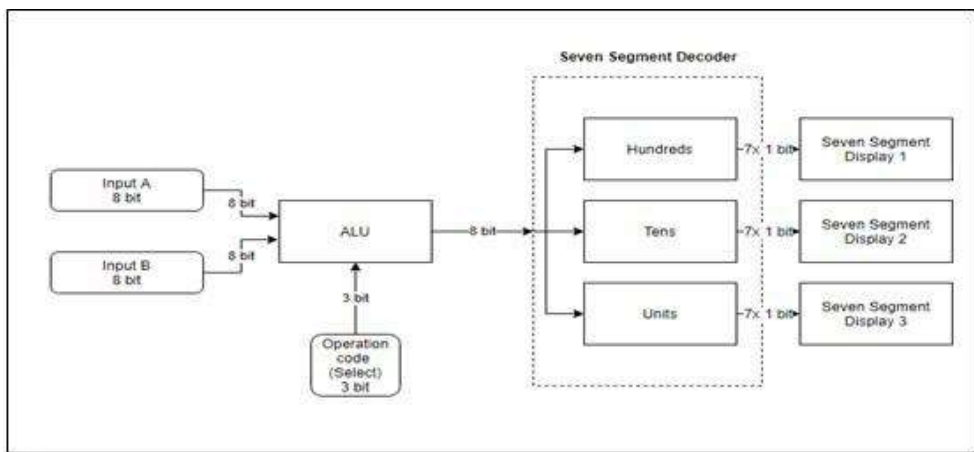 Seven Segment Decoder
Input A
8 bit
8 bit
Input B
8 bit
8 bit
ALU
3 bit
Operation
code
(Select)
3 bit
8 bit
Hundreds
7x 1 bit
Seven Segment
Display 1
Tens
7x 1 bit
Seven Segment
Display 2
Units
7x 1 bit
Seven Segment
Display 3